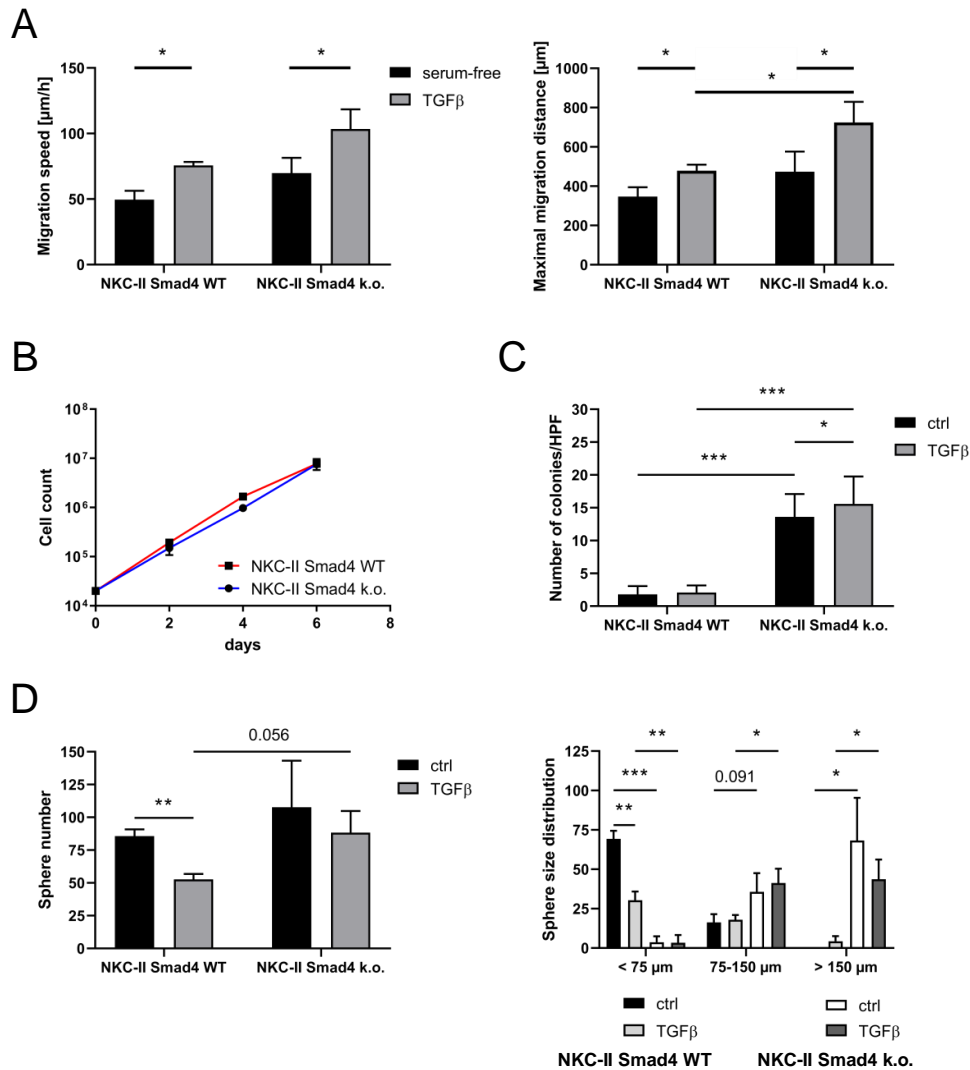 A
Migration speed [µm/h]
150
100
50
0
*
*
NKC-II Smad4 WT
NKC-II Smad4 k.o.
serum-free
TGFβ
Maximal migration distance [µm]
1000
800
600
400
200
0
*
*
*
NKC-II Smad4 WT
NKC-II Smad4 k.o.
B
Cell count
10⁸
10⁷
10⁶
10⁵
10⁴
NKC-II Smad4 WT
NKC-II Smad4 k.o.
0 2 4 6 8
days
C
Number of colonies/HPF
30
25
20
15
10
5
0
***
***
*
NKC-II Smad4 WT
NKC-II Smad4 k.o.
ctrl
TGFβ
D
Sphere number
150
125
100
75
50
25
0
0.056
**
NKC-II Smad4 WT
NKC-II Smad4 k.o.
ctrl
TGFβ
Sphere size distribution
125
100
75
50
25
0
**
***
**
*
0.091
*
*
< 75 µm
75-150 µm
> 150 µm
ctrl
TGFβ
NKC-II Smad4 WT
ctrl
TGFβ
NKC-II Smad4 k.o.